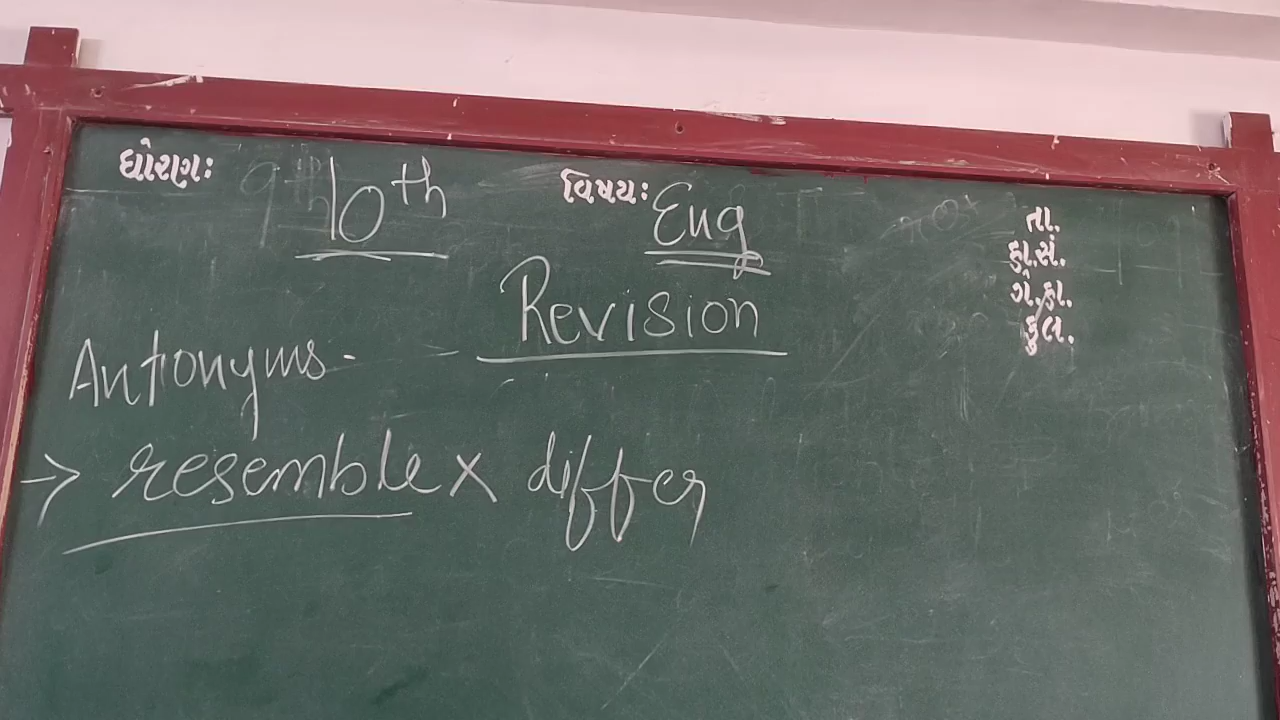 ધોરણઃ 10th વિષયઃ Eng
તા.
ક્રા.સં.
ગે.હા.
કુલ.
Revision
Antonyms.
→ resemble x differ